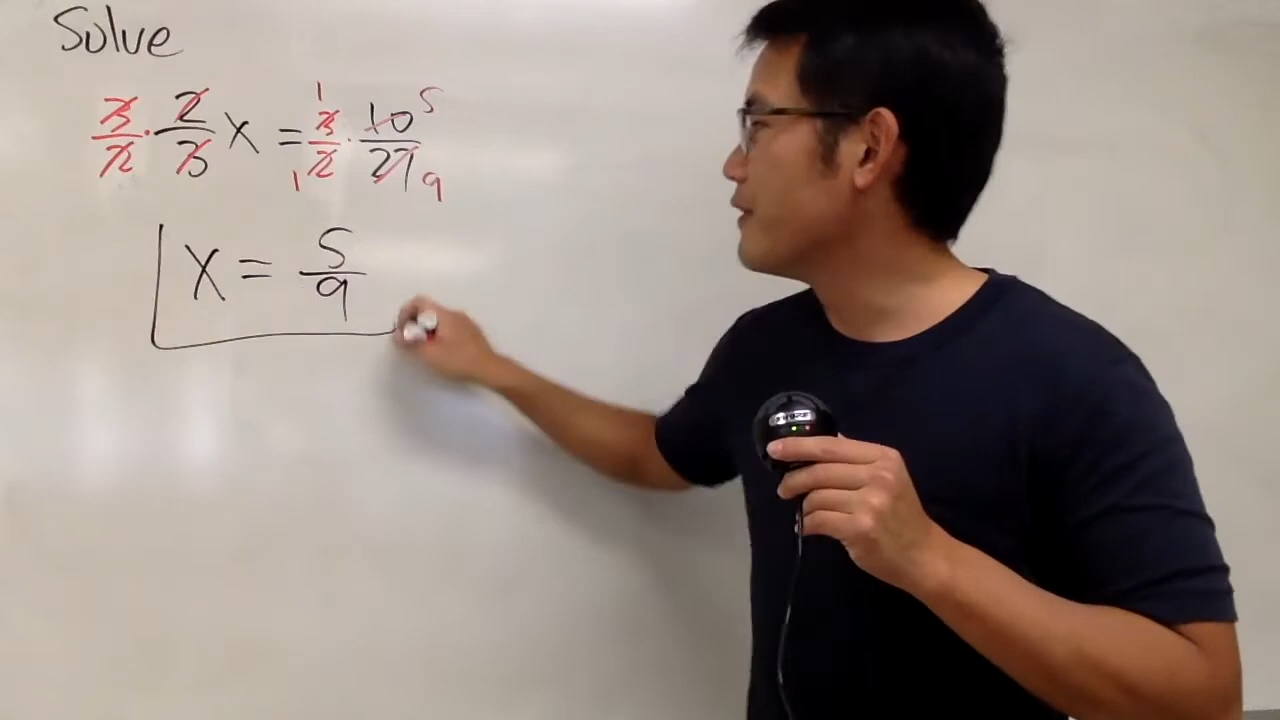 Solve
3/2 · 2/3 x = 1 3/2 1 · 10/27 5 9
x = 5/9